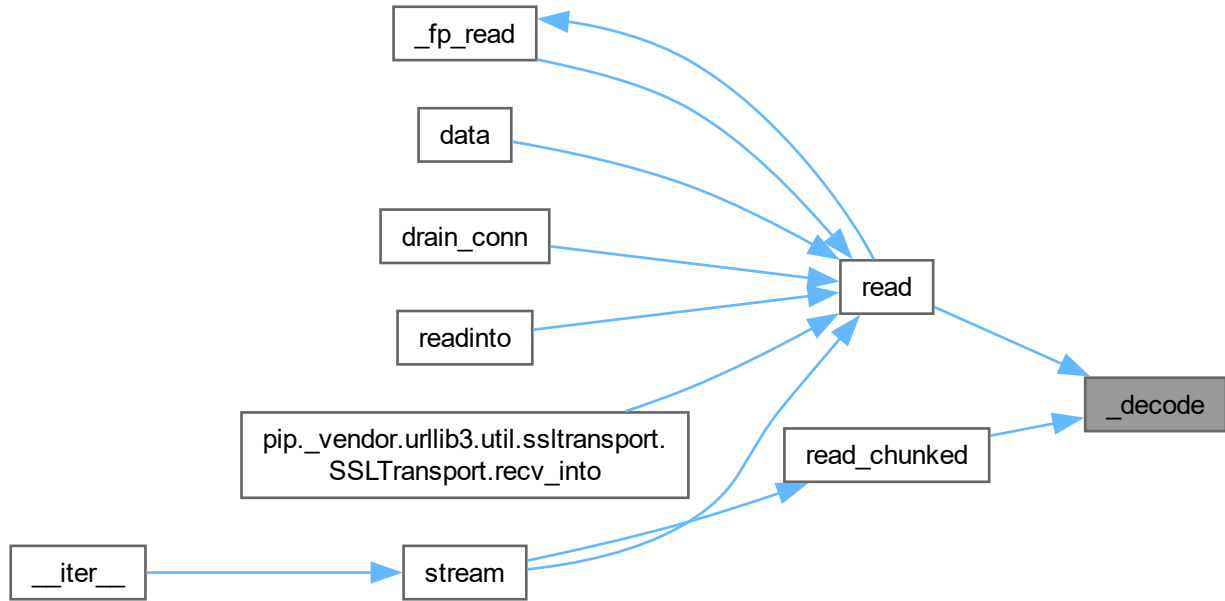 _fp_read
data
drain_conn
read
readinto
_decode
pip._vendor.urllib3.util.ssltransport.
SSLTransport.recv_into
read_chunked
__iter__
stream